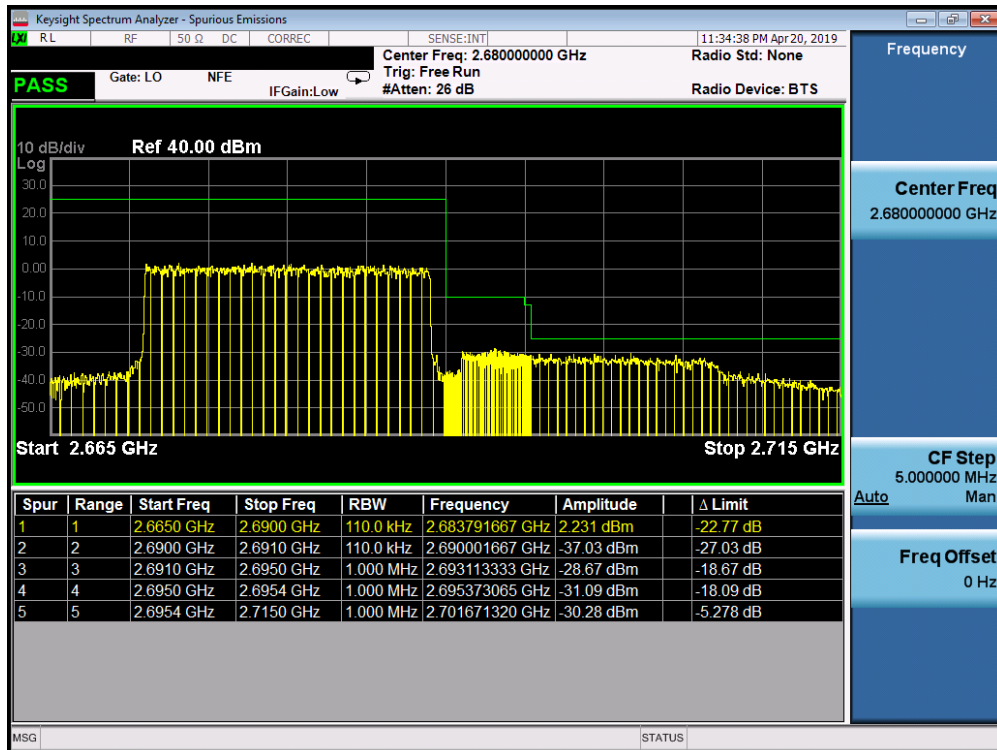 Keysight Spectrum Analyzer - Spurious Emissions
LXI RL RF 50 Ω DC CORREC SENSE:INT 11:34:38 PM Apr 20, 2019
Center Freq: 2.680000000 GHz Radio Std: None
PASS Gate: LO NFE Trig: Free Run
IFGain:Low #Atten: 26 dB Radio Device: BTS
10 dB/div Ref 40.00 dBm
Log
30.0
20.0
10.0
0.00
-10.0
-20.0
-30.0
-40.0
-50.0
Start 2.665 GHz Stop 2.715 GHz
Spur Range Start Freq Stop Freq RBW Frequency Amplitude Δ Limit
1 1 2.6650 GHz 2.6900 GHz 110.0 kHz 2.683791667 GHz 2.231 dBm -22.77 dB
2 2 2.6900 GHz 2.6910 GHz 110.0 kHz 2.690001667 GHz -37.03 dBm -27.03 dB
3 3 2.6910 GHz 2.6950 GHz 1.000 MHz 2.693113333 GHz -28.67 dBm -18.67 dB
4 4 2.6950 GHz 2.6954 GHz 1.000 MHz 2.695373065 GHz -31.09 dBm -18.09 dB
5 5 2.6954 GHz 2.7150 GHz 1.000 MHz 2.701671320 GHz -30.28 dBm -5.278 dB
MSG STATUS
Frequency
Center Freq
2.680000000 GHz
CF Step
5.000000 MHz
Auto Man
Freq Offset
0 Hz